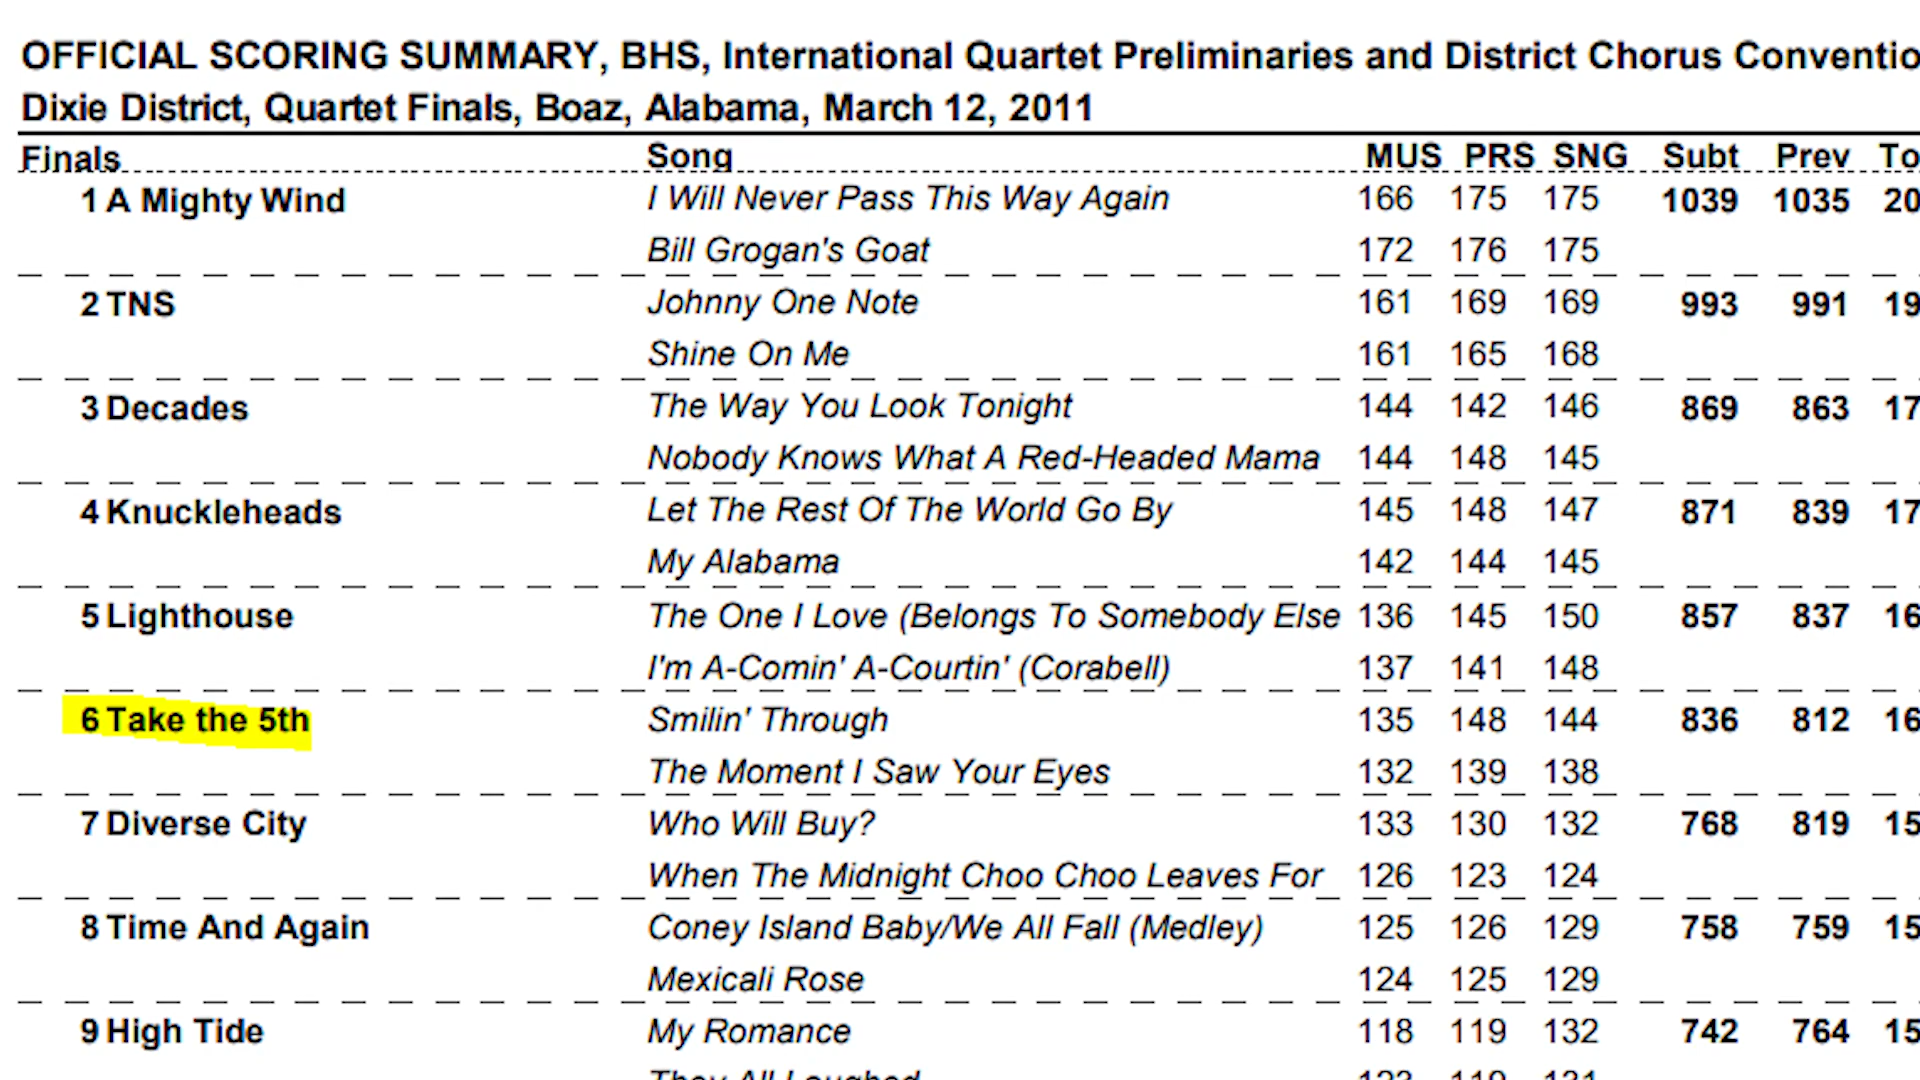 OFFICIAL SCORING SUMMARY, BHS, International Quartet Preliminaries and District Chorus Conventio
Dixie District, Quartet Finals, Boaz, Alabama, March 12, 2011
Finals Song MUS PRS SNG Subt Prev To
1 A Mighty Wind I Will Never Pass This Way Again 166 175 175 1039 1035 20
Bill Grogan's Goat 172 176 175
2 TNS Johnny One Note 161 169 169 993 991 19
Shine On Me 161 165 168
3 Decades The Way You Look Tonight 144 142 146 869 863 17
Nobody Knows What A Red-Headed Mama 144 148 145
4 Knuckleheads Let The Rest Of The World Go By 145 148 147 871 839 17
My Alabama 142 144 145
5 Lighthouse The One I Love (Belongs To Somebody Else 136 145 150 857 837 16
I'm A-Comin' A-Courtin' (Corabell) 137 141 148
6 Take the 5th Smilin' Through 135 148 144 836 812 16
The Moment I Saw Your Eyes 132 139 138
7 Diverse City Who Will Buy? 133 130 132 768 819 15
When The Midnight Choo Choo Leaves For 126 123 124
8 Time And Again Coney Island Baby/We All Fall (Medley) 125 126 129 758 759 15
Mexicali Rose 124 125 129
9 High Tide My Romance 118 119 132 742 764 15
They All Laughed